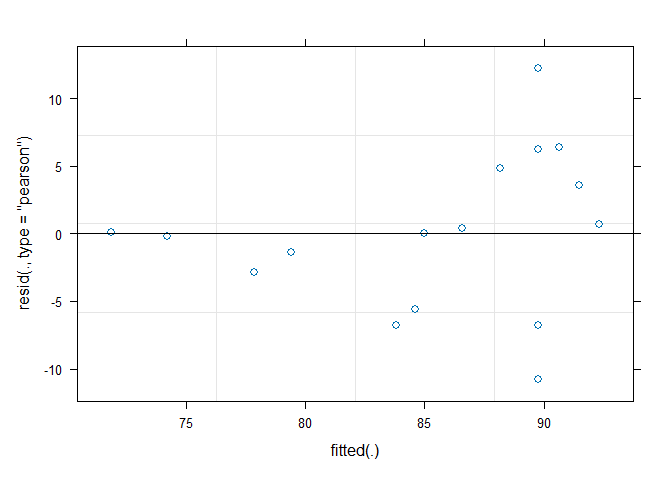 10
5
0
-5
-10
resid(., type = "pearson")
75 80 85 90
fitted(.)